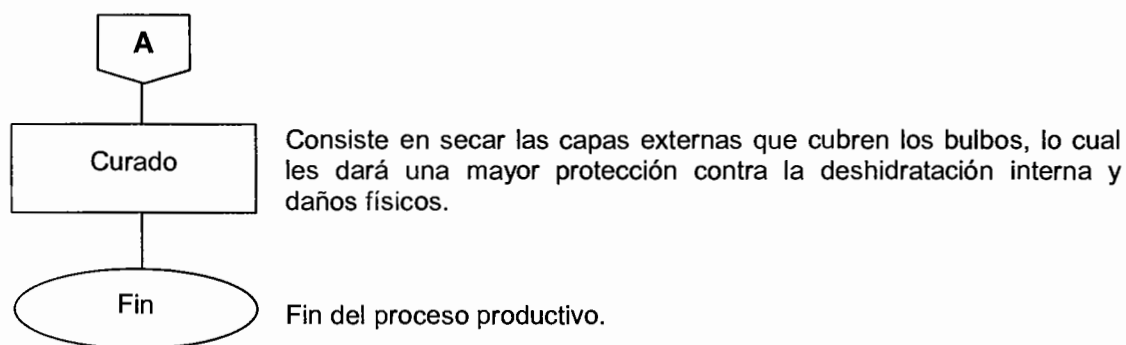 A
Curado
Consiste en secar las capas externas que cubren los bulbos, lo cual
les dará una mayor protección contra la deshidratación interna y
daños físicos.
Fin
Fin del proceso productivo.